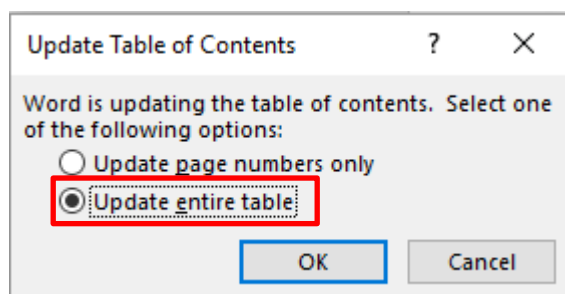 Update Table of Contents ? ✕
Word is updating the table of contents. Select one
of the following options:
Update page numbers only
Update entire table
OK Cancel